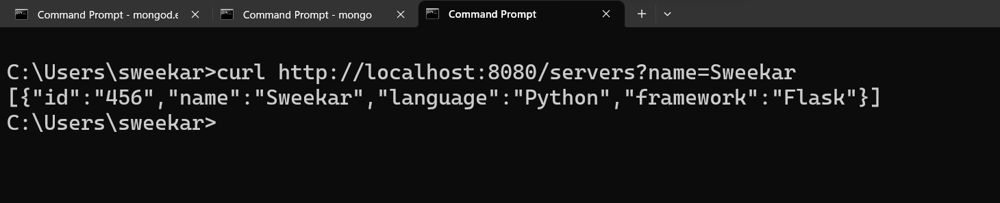 Command Prompt - mongod.e
Command Prompt - mongo
Command Prompt
C:\Users\sweekar>curl http://localhost:8080/servers?name=Sweekar
[{"id":"456","name":"Sweekar","language":"Python","framework":"Flask"}]
C:\Users\sweekar>